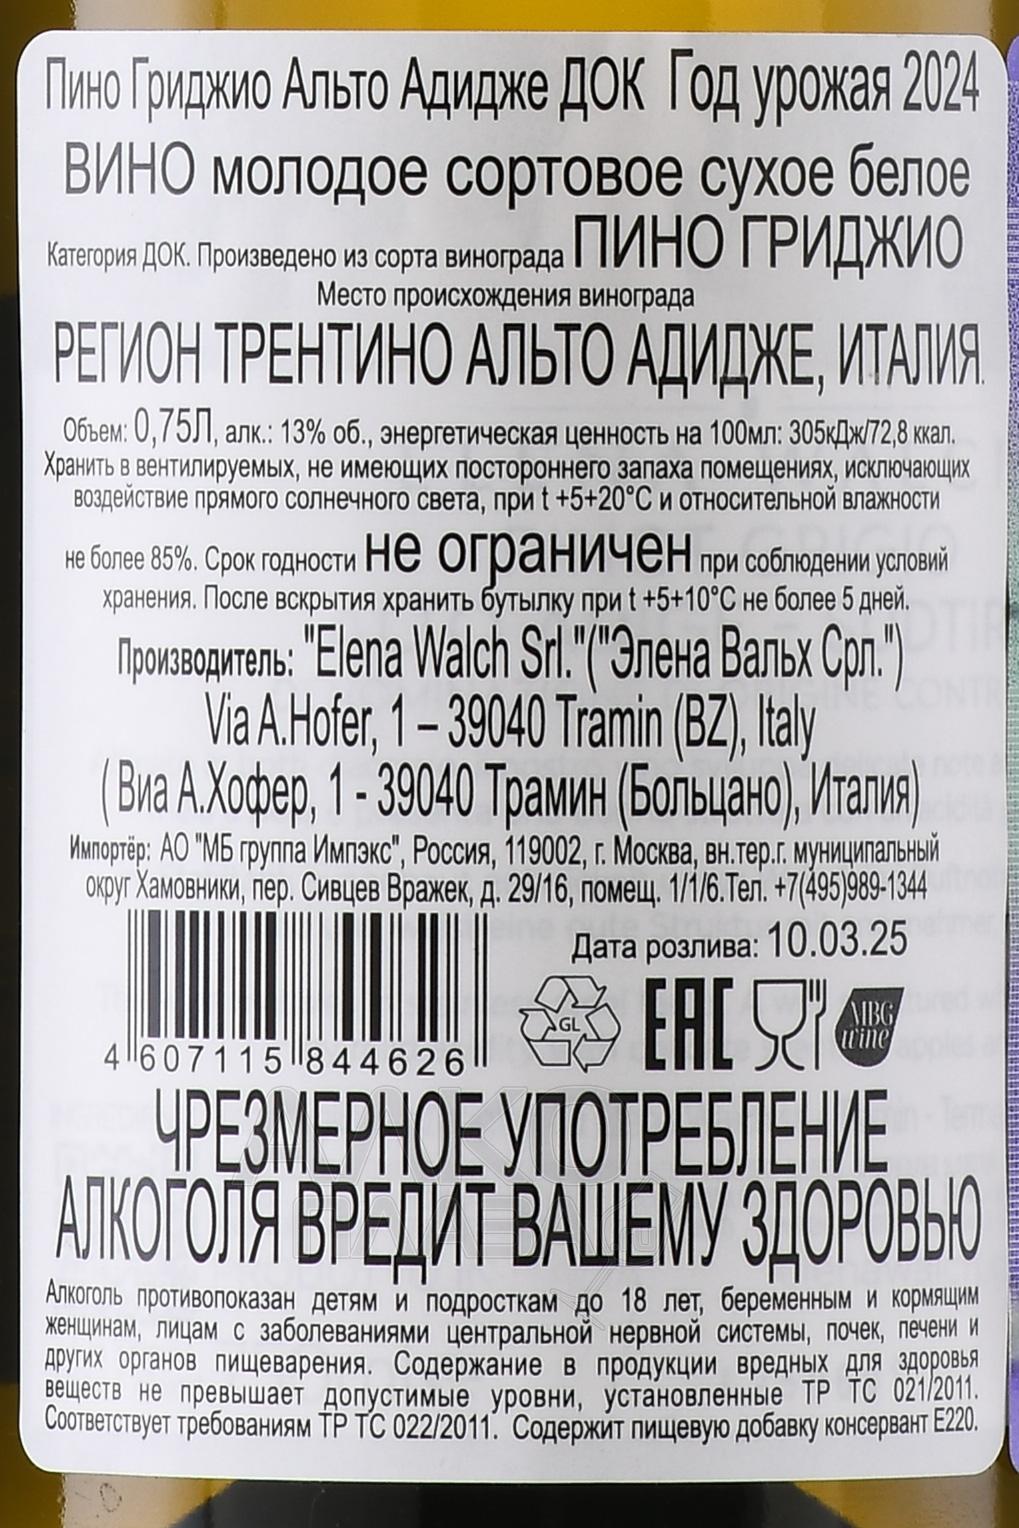 Пино Гриджио Альто Адидже ДОК Год урожая 2024
ВИНО молодое сортовое сухое белое
Категория ДОК. Произведено из сорта винограда ПИНО ГРИДЖИО
Место происхождения винограда
РЕГИОН ТРЕНТИНО АЛЬТО АДИДЖЕ, ИТАЛИЯ.
Объем: 0,75Л, алк.: 13% об., энергетическая ценность на 100мл: 305кДж/72,8 ккал.
Хранить в вентилируемых, не имеющих постороннего запаха помещениях, исключающих
воздействие прямого солнечного света, при t +5+20°C и относительной влажности
не более 85%. Срок годности не ограничен при соблюдении условий
хранения. После вскрытия хранить бутылку при t +5+10°C не более 5 дней.
Производитель: "Elena Walch Srl."("Элена Вальх Срл.")
Via A.Hofer, 1 – 39040 Tramin (BZ), Italy
( Виа А.Хофер, 1 - 39040 Трамин (Больцано), Италия)
Импортёр: АО "МБ группа Импэкс", Россия, 119002, г. Москва, вн.тер.г. муниципальный
округ Хамовники, пер. Сивцев Вражек, д. 29/16, помещ. 1/1/6.Тел. +7(495)989-1344
Дата розлива: 10.03.25
GL EAC MBG wine
4 607115 844626
ЧРЕЗМЕРНОЕ УПОТРЕБЛЕНИЕ
АЛКОГОЛЯ ВРЕДИТ ВАШЕМУ ЗДОРОВЬЮ
Алкоголь противопоказан детям и подросткам до 18 лет, беременным и кормящим
женщинам, лицам с заболеваниями центральной нервной системы, почек, печени и
других органов пищеварения. Содержание в продукции вредных для здоровья
веществ не превышает допустимые уровни, установленные ТР ТС 021/2011.
Соответствует требованиям ТР ТС 022/2011. Содержит пищевую добавку консервант Е220.